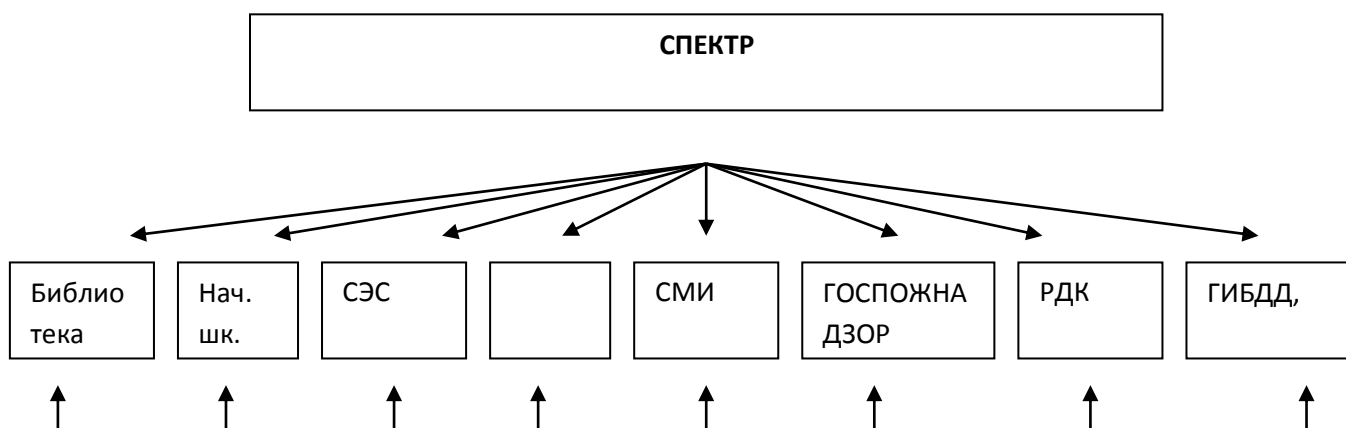 СПЕКТР
Библио
тека
Нач.
шк.
СЭС
СМИ
ГОСПОЖНА
ДЗОР
РДК
ГИБДД,